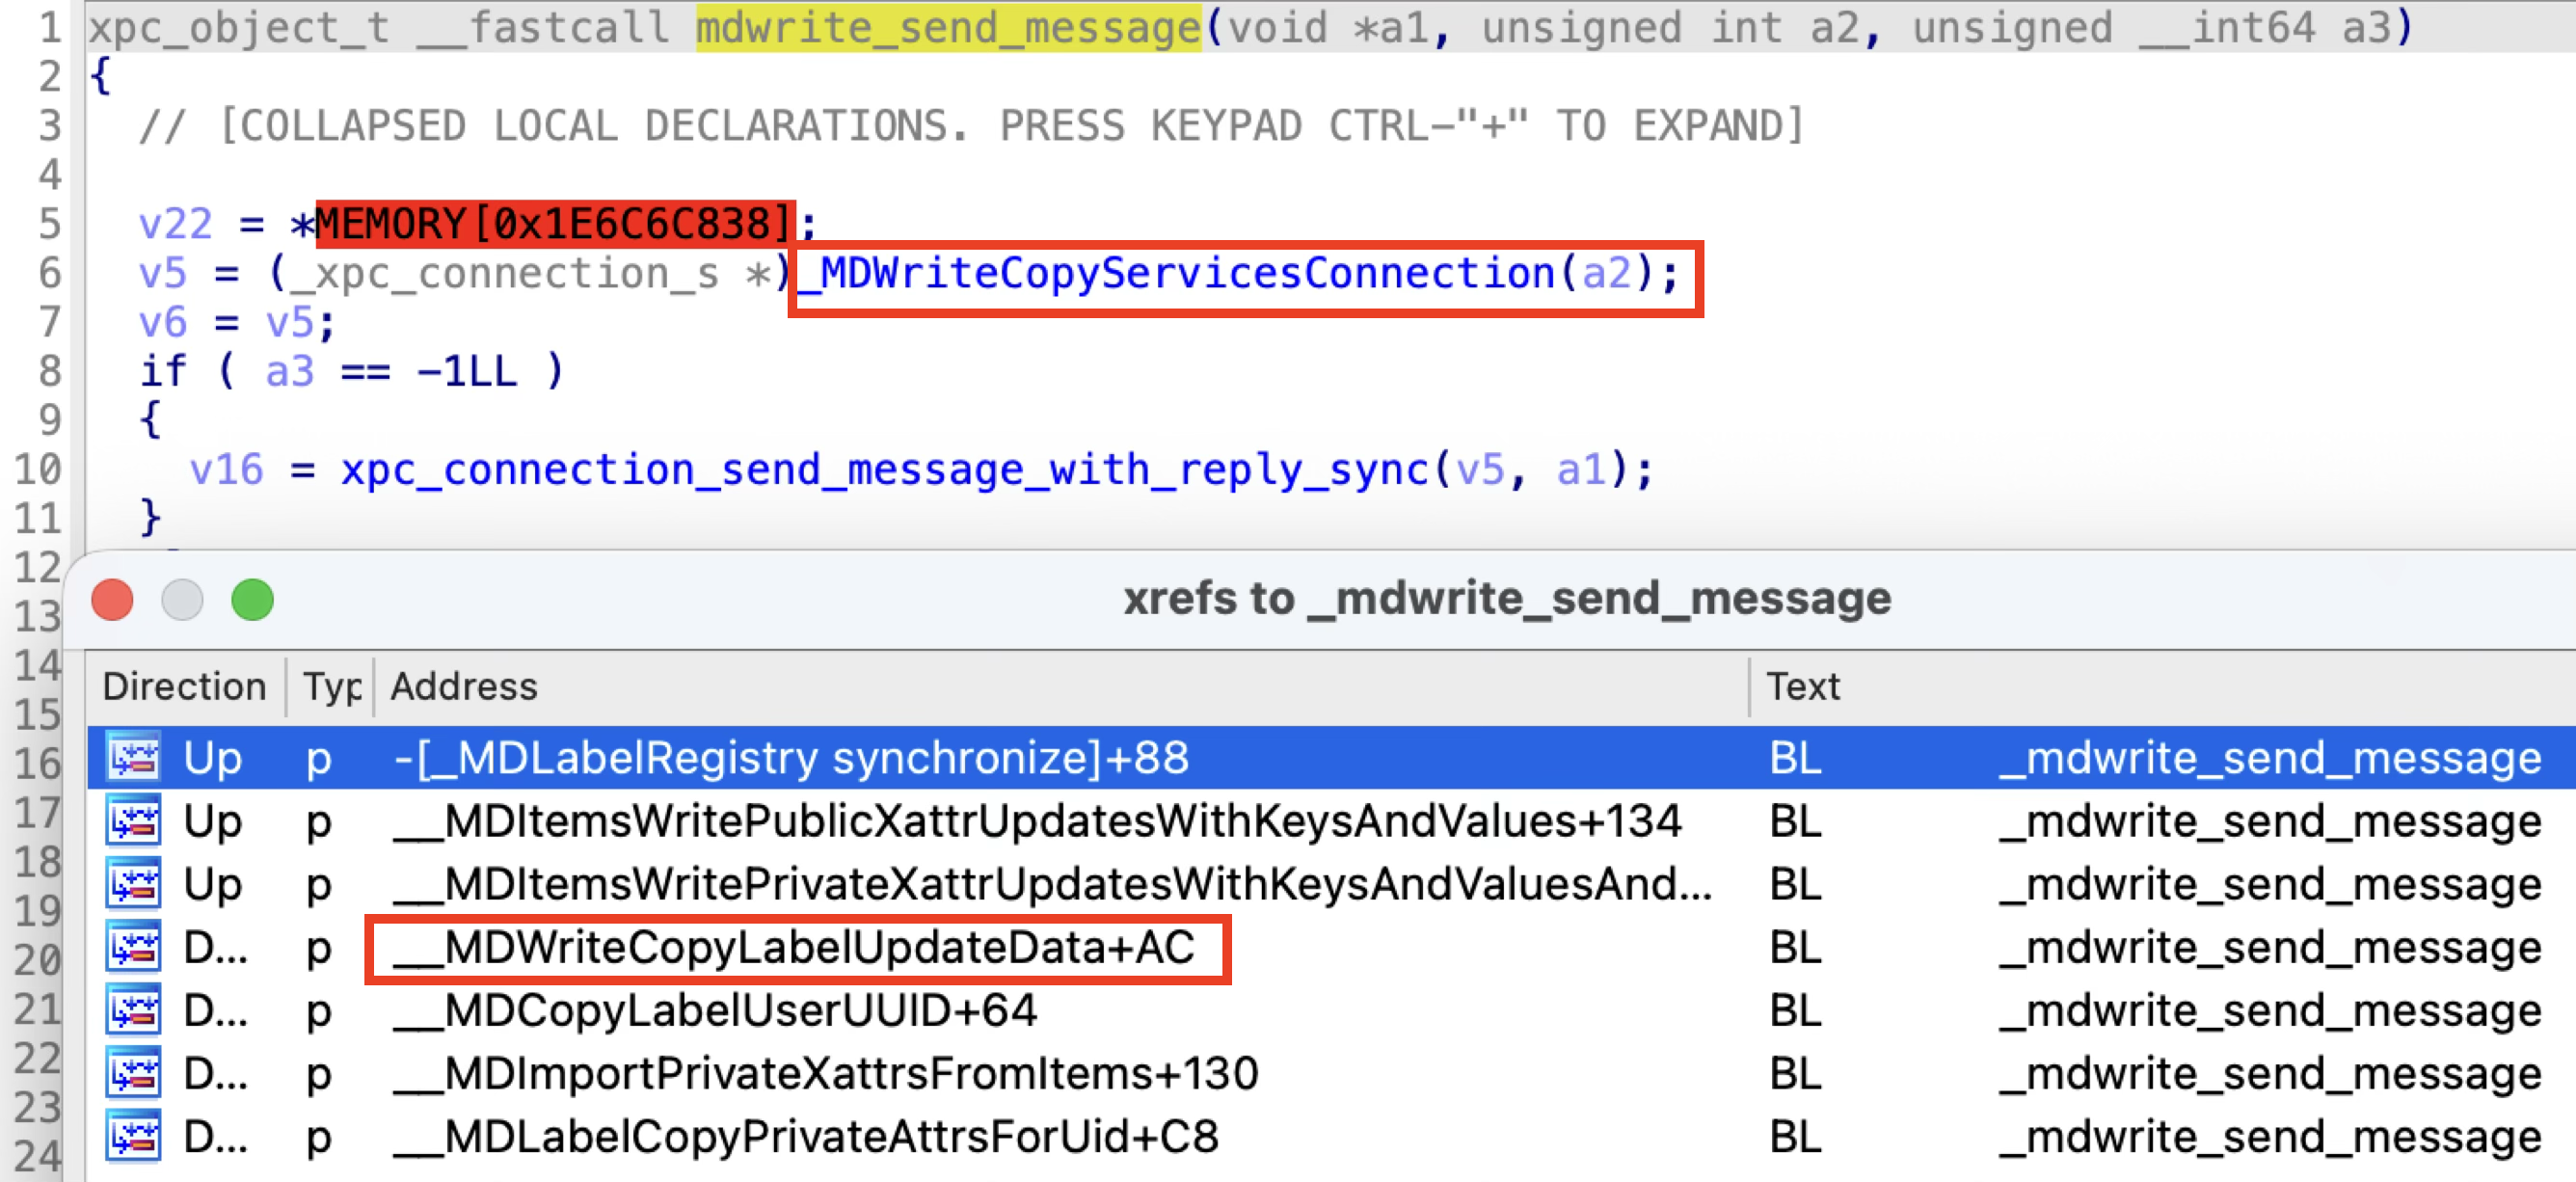 1 xpc_object_t __fastcall mdwrite_send_message(void *a1, unsigned int a2, unsigned __int64 a3)
2 {
3 // [COLLAPSED LOCAL DECLARATIONS. PRESS KEYPAD CTRL-"+" TO EXPAND]
4
5 v22 = *MEMORY[0x1E6C6C838];
6 v5 = (_xpc_connection_s *)_MDWriteCopyServicesConnection(a2);
7 v6 = v5;
8 if ( a3 == -1LL )
9 {
10 v16 = xpc_connection_send_message_with_reply_sync(v5, a1);
11 }
12
13 xrefs to _mdwrite_send_message
14 Direction Typ Address Text
15
16 Up p -[_MDLabelRegistry synchronize]+88 BL _mdwrite_send_message
17 Up p __MDItemsWritePublicXattrUpdatesWithKeysAndValues+134 BL _mdwrite_send_message
18 Up p __MDItemsWritePrivateXattrUpdatesWithKeysAndValuesAnd... BL _mdwrite_send_message
19
20 D... p __MDWriteCopyLabelUpdateData+AC BL _mdwrite_send_message
21 D... p __MDCopyLabelUserUUID+64 BL _mdwrite_send_message
22 D... p __MDImportPrivateXattrsFromItems+130 BL _mdwrite_send_message
23
24 D... p __MDLabelCopyPrivateAttrsForUid+C8 BL _mdwrite_send_message